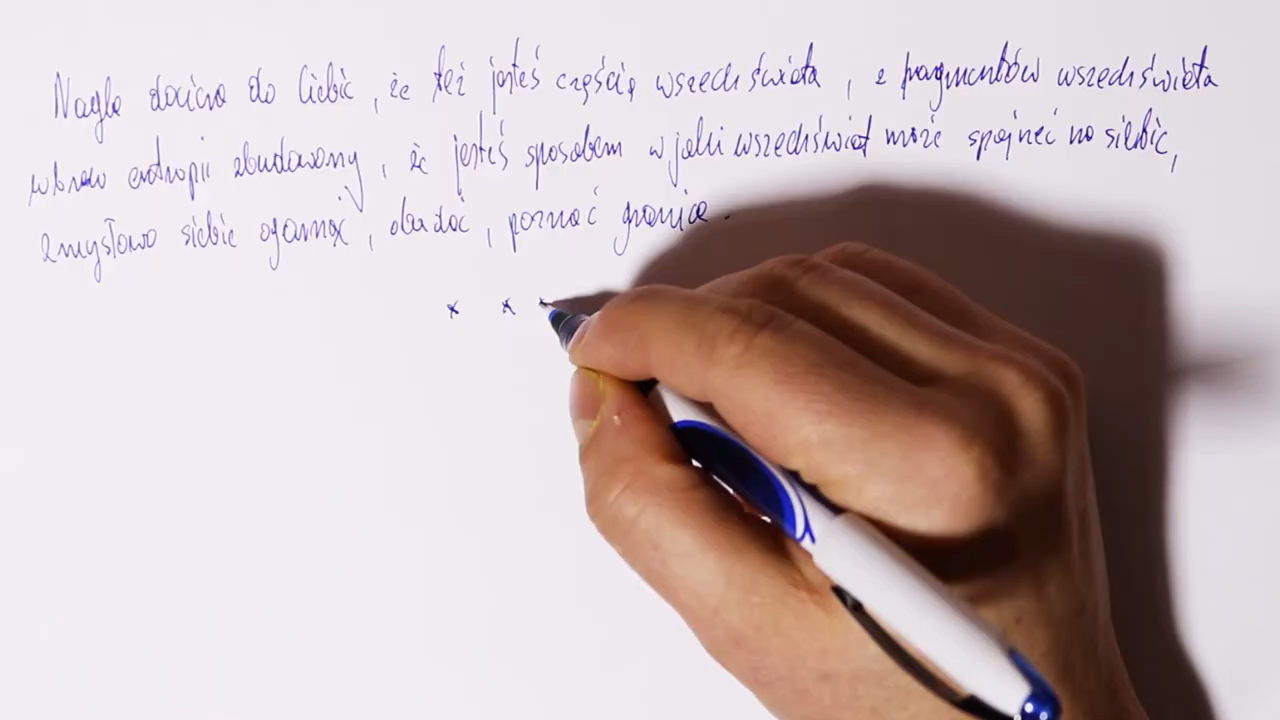 Nagle dociera do Ciebie, że też jesteś częścią wszechświata, z fragmentów wszechświata
wbrew entropii zbudowany, że jesteś sposobem w jaki wszechświat może spojrzeć na siebie,
zmysłowo siebie ogarnąć, zbadać, poznać granice.
* * *